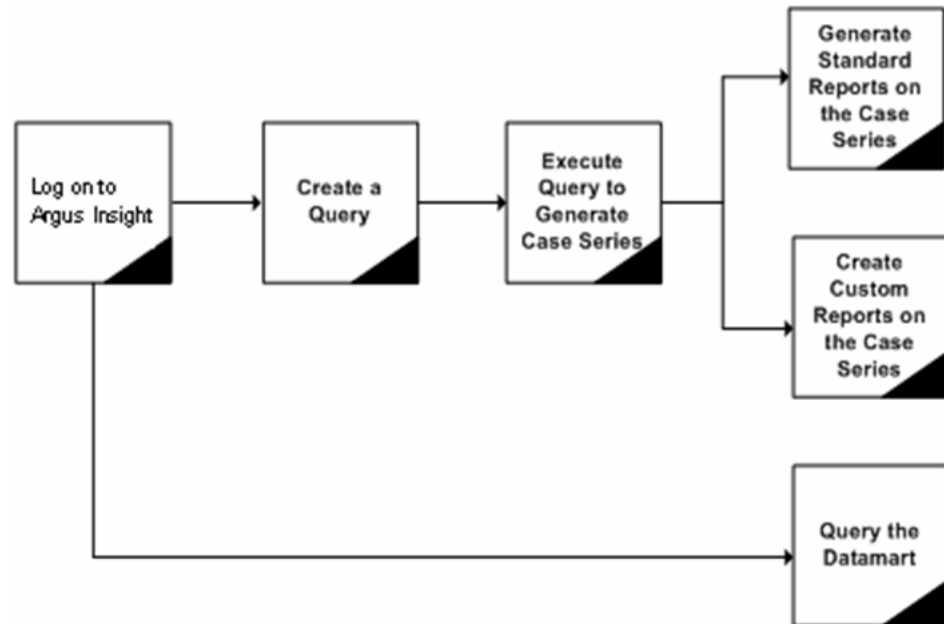 Log on to
Argus Insight
Create a
Query
Execute
Query to
Generate
Case Series
Generate
Standard
Reports on
the Case
Series
Create
Custom
Reports on
the Case
Series
Query the
Datamart